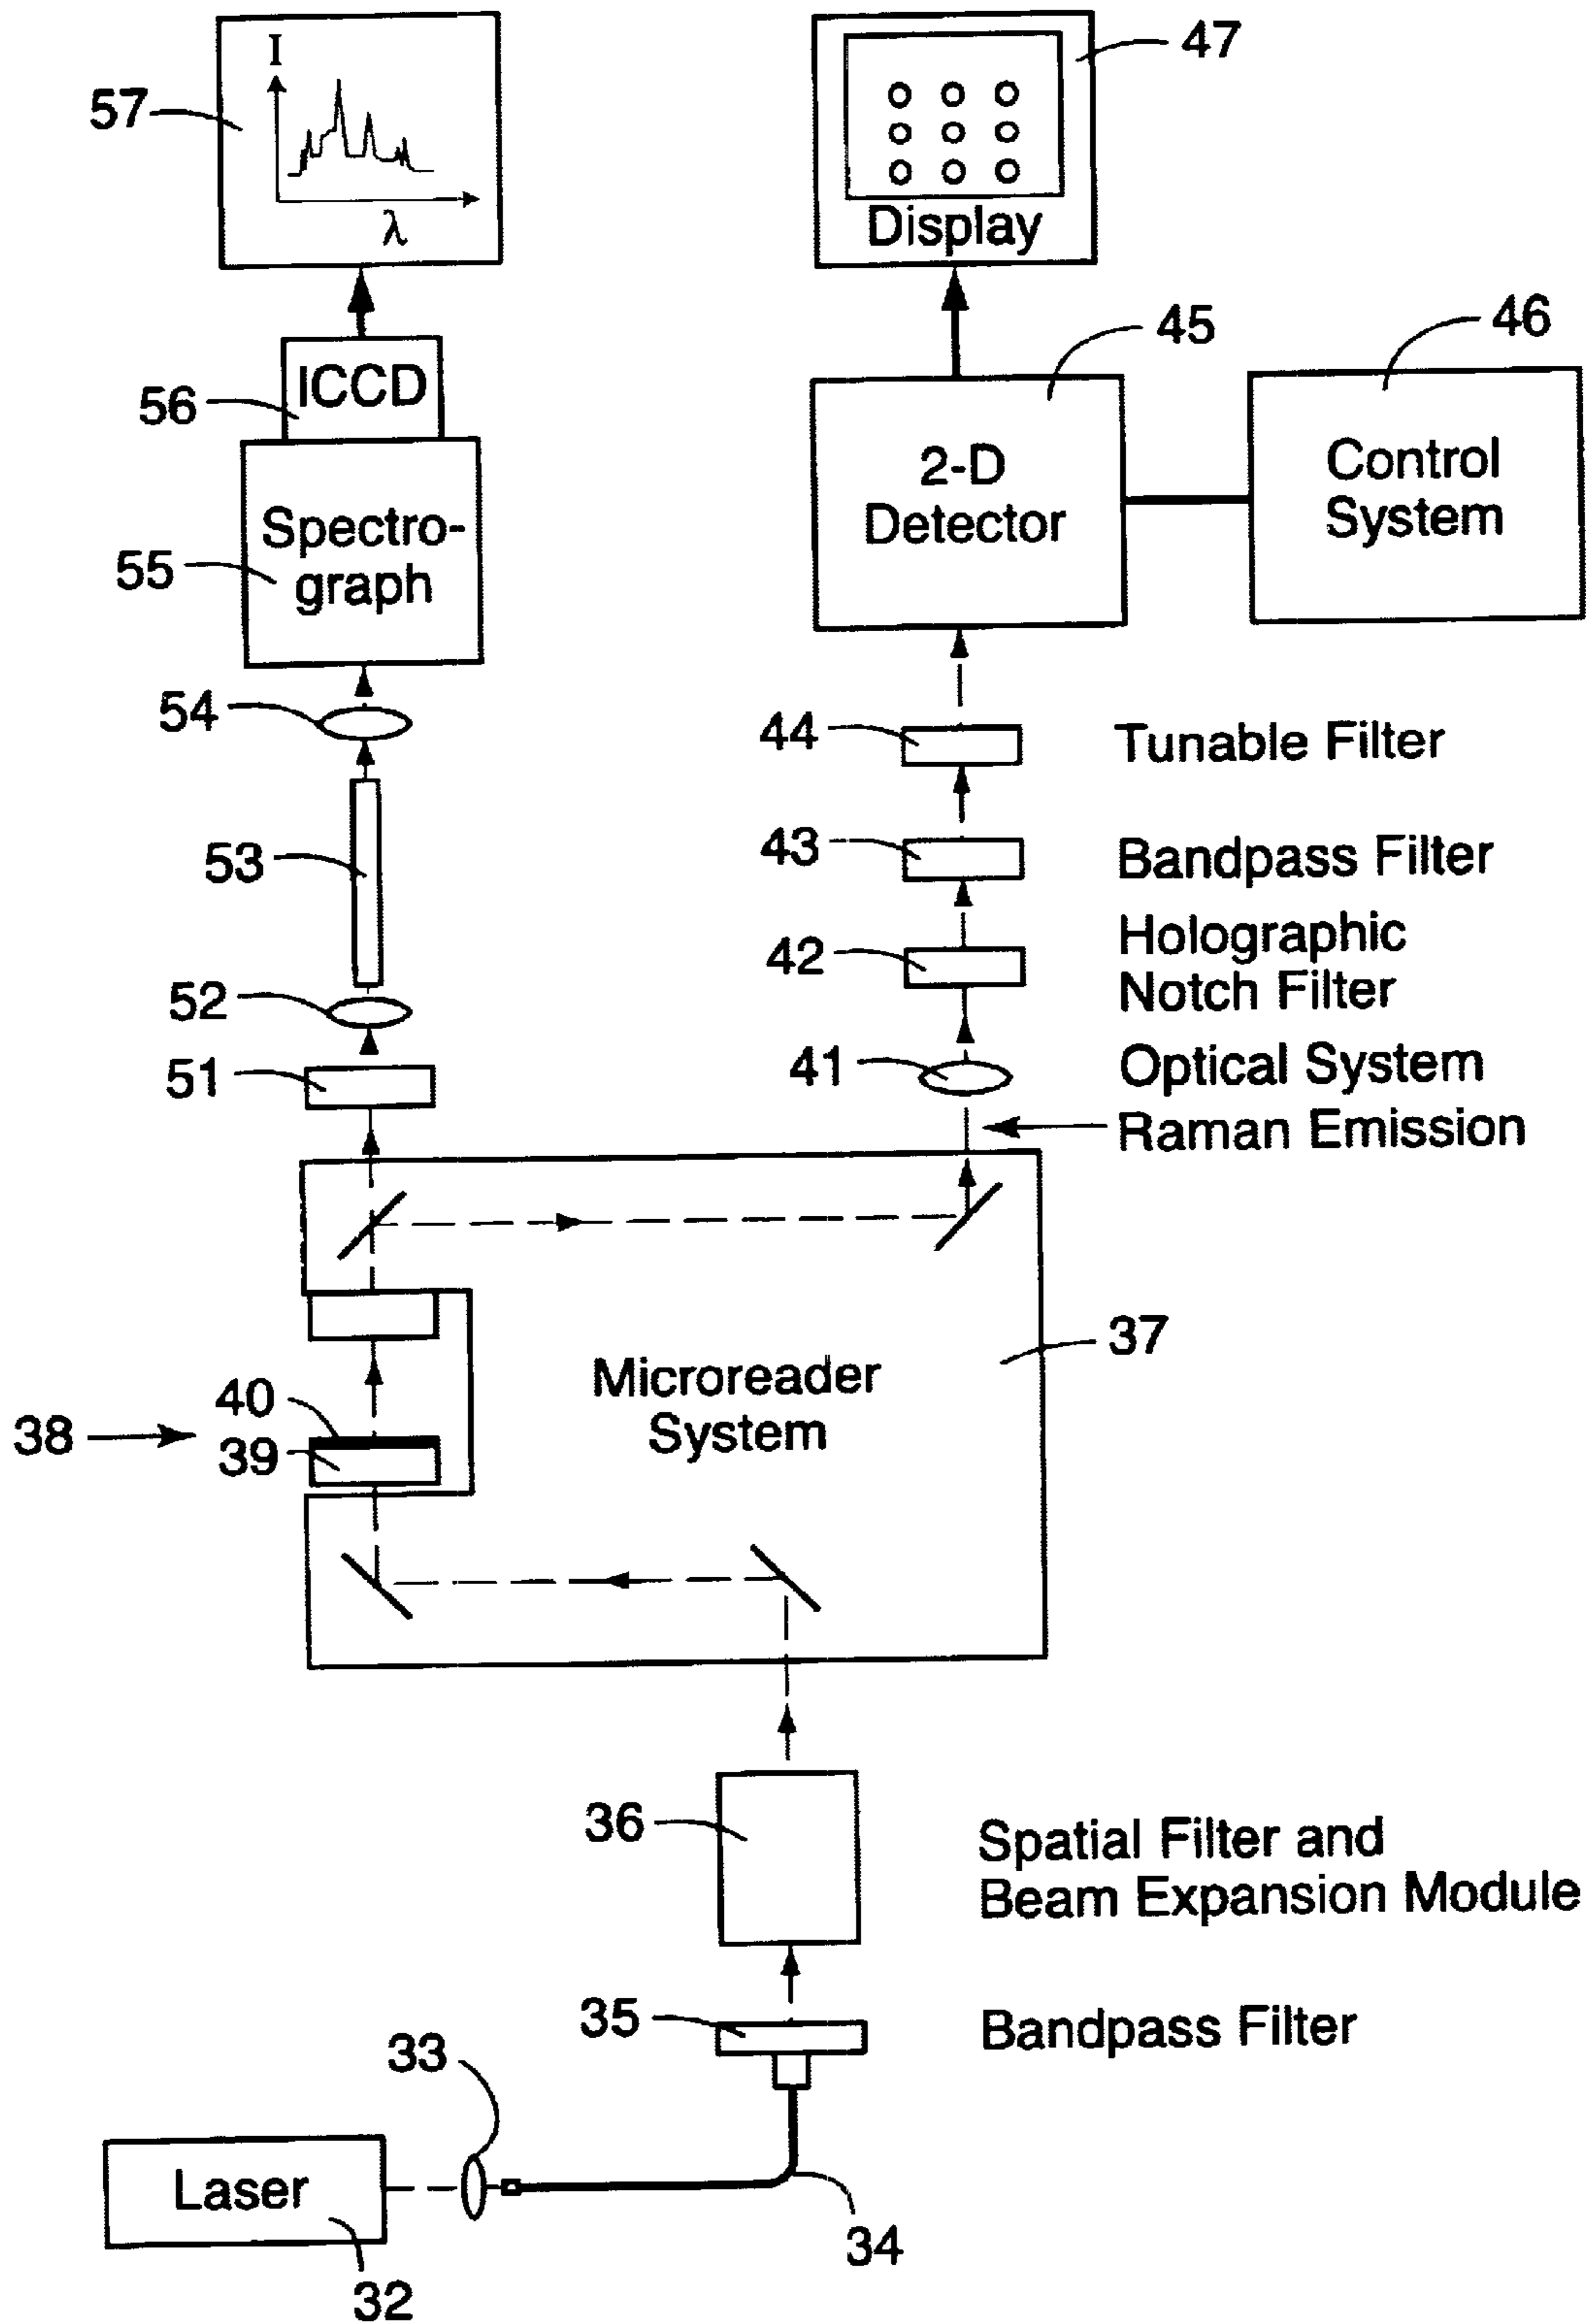 I
57
λ
47
Display
ICCD
56
45
46
Spectro-
graph
55
2-D
Detector
Control
System
54
44
Tunable Filter
53
43
Bandpass Filter
42
Holographic
Notch Filter
52
51
41
Optical System
Raman Emission
37
Microreader
System
38
40
39
36
Spatial Filter and
Beam Expansion Module
35
Bandpass Filter
33
Laser
34
32